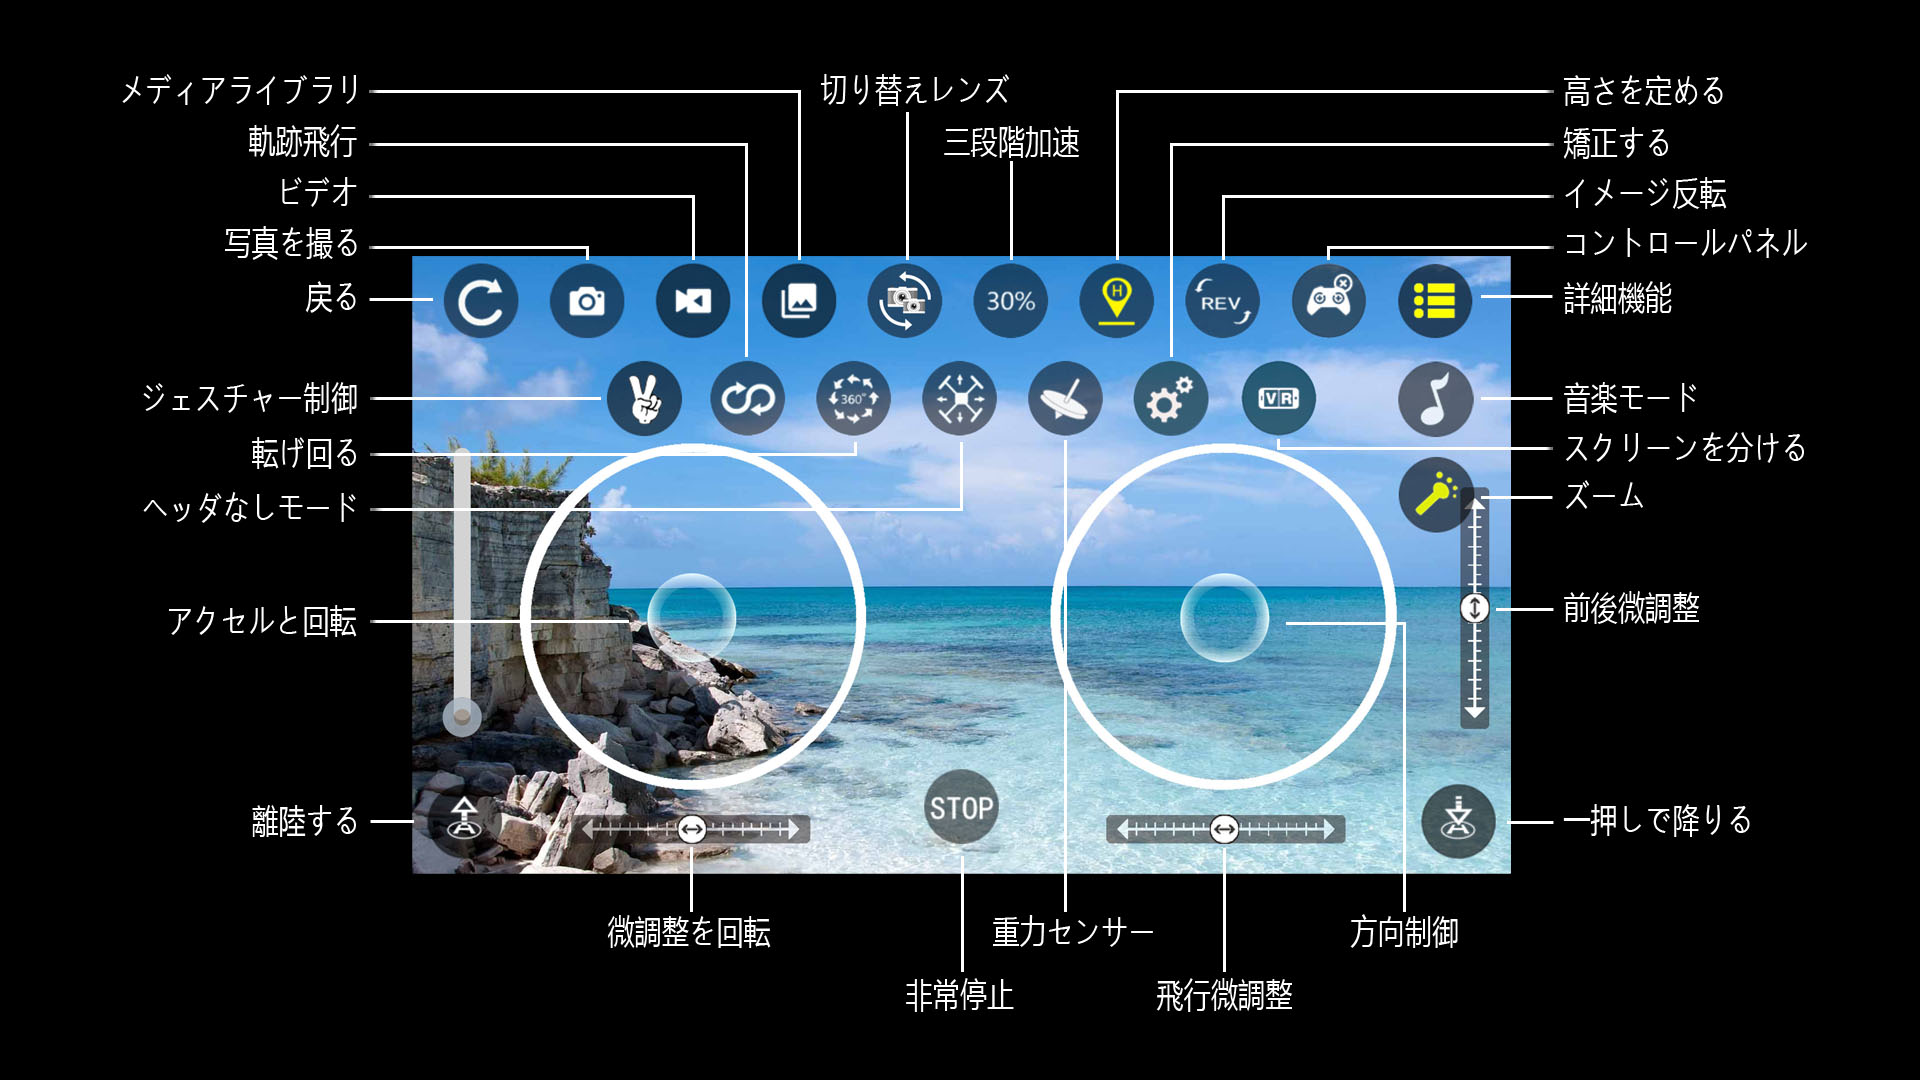 メディアライブラリ
軌跡飛行
ビデオ
写真を撮る
戻る
ジェスチャー制御
転げ回る
ヘッダなしモード
アクセルと回転
離陸する
切り替えレンズ
三段階加速
高さを定める
矯正する
イメージ反転
コントロールパネル
詳細機能
音楽モード
スクリーンを分ける
ズーム
前後微調整
一押しで降りる
30%
H
REV
360°
VR
STOP
微調整を回転
重力センサー
方向制御
非常停止
飛行微調整